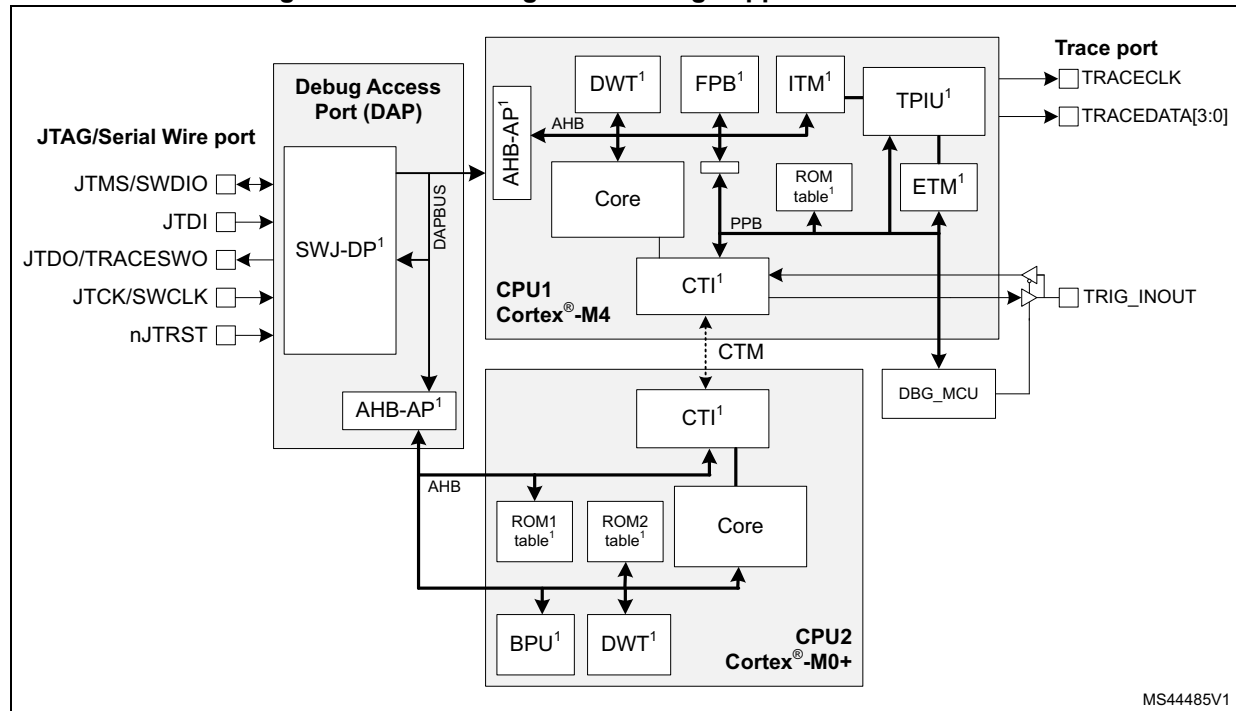 Trace port
TRACECLK
TRACEDATA[3:0]
Debug Access
Port (DAP)
JTAG/Serial Wire port
JTMS/SWDIO
JTDI
JTDO/TRACESWO
JTCK/SWCLK
nJTRST
SWJ-DP¹
DAPBUS
AHB-AP¹
AHB-AP¹
AHB
DWT¹
FPB¹
ITM¹
TPIU¹
Core
ROM
table¹
ETM¹
PPB
CTI¹
CPU1
Cortex®-M4
TRIG_INOUT
CTM
DBG_MCU
CTI¹
AHB
ROM1
table¹
ROM2
table¹
Core
BPU¹
DWT¹
CPU2
Cortex®-M0+
MS44485V1